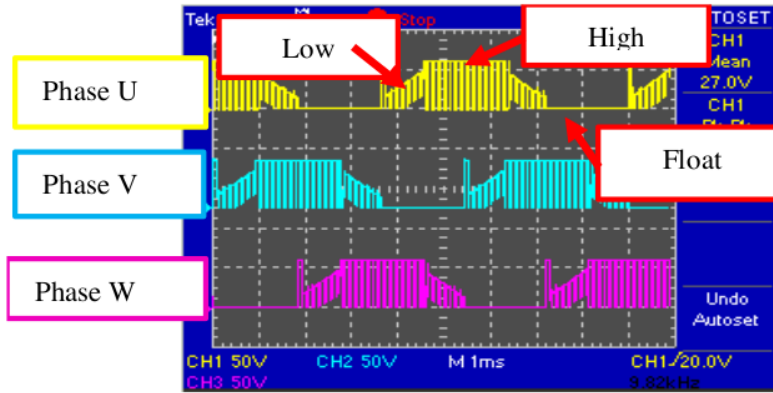 Tek
Stop
TOSET
CH1
Mean
27.0V
CH1
Low
High
Phase U
Float
Phase V
Phase W
Undo
Autoset
CH1 50V CH2 50V M 1ms CH1 20.0V
CH3 50V 9.82kHz